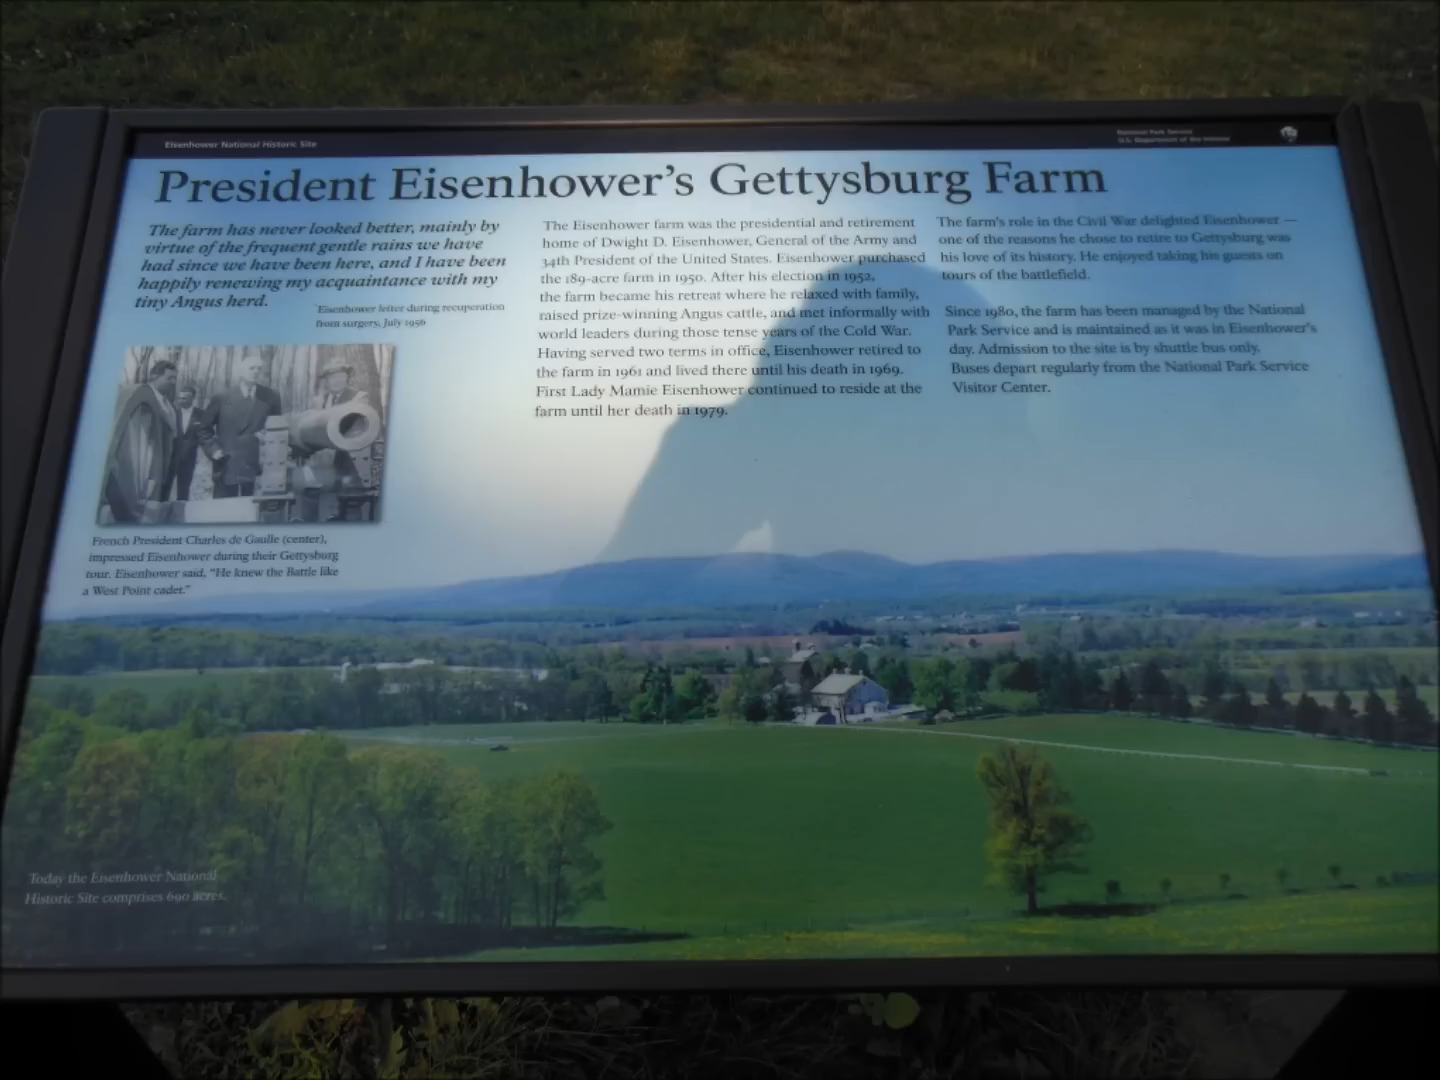 Eisenhower National Historic Site
National Park Service
U.S. Department of the Interior
President Eisenhower's Gettysburg Farm
The farm has never looked better, mainly by
virtue of the frequent gentle rains we have
had since we have been here, and I have been
happily renewing my acquaintance with my
tiny Angus herd.
Eisenhower letter during recuperation
from surgery, July 1956
French President Charles de Gaulle (center),
impressed Eisenhower during their Gettysburg
tour. Eisenhower said, "He knew the Battle like
a West Point cadet."
The Eisenhower farm was the presidential and retirement
home of Dwight D. Eisenhower, General of the Army and
34th President of the United States. Eisenhower purchased
the 189-acre farm in 1950. After his election in 1952,
the farm became his retreat where he relaxed with family,
raised prize-winning Angus cattle, and met informally with
world leaders during those tense years of the Cold War.
Having served two terms in office, Eisenhower retired to
the farm in 1961 and lived there until his death in 1969.
First Lady Mamie Eisenhower continued to reside at the
farm until her death in 1979.
The farm's role in the Civil War delighted Eisenhower —
one of the reasons he chose to retire to Gettysburg was
his love of its history. He enjoyed taking his guests on
tours of the battlefield.
Since 1980, the farm has been managed by the National
Park Service and is maintained as it was in Eisenhower's
day. Admission to the site is by shuttle bus only.
Buses depart regularly from the National Park Service
Visitor Center.
Today the Eisenhower National
Historic Site comprises 690 acres.